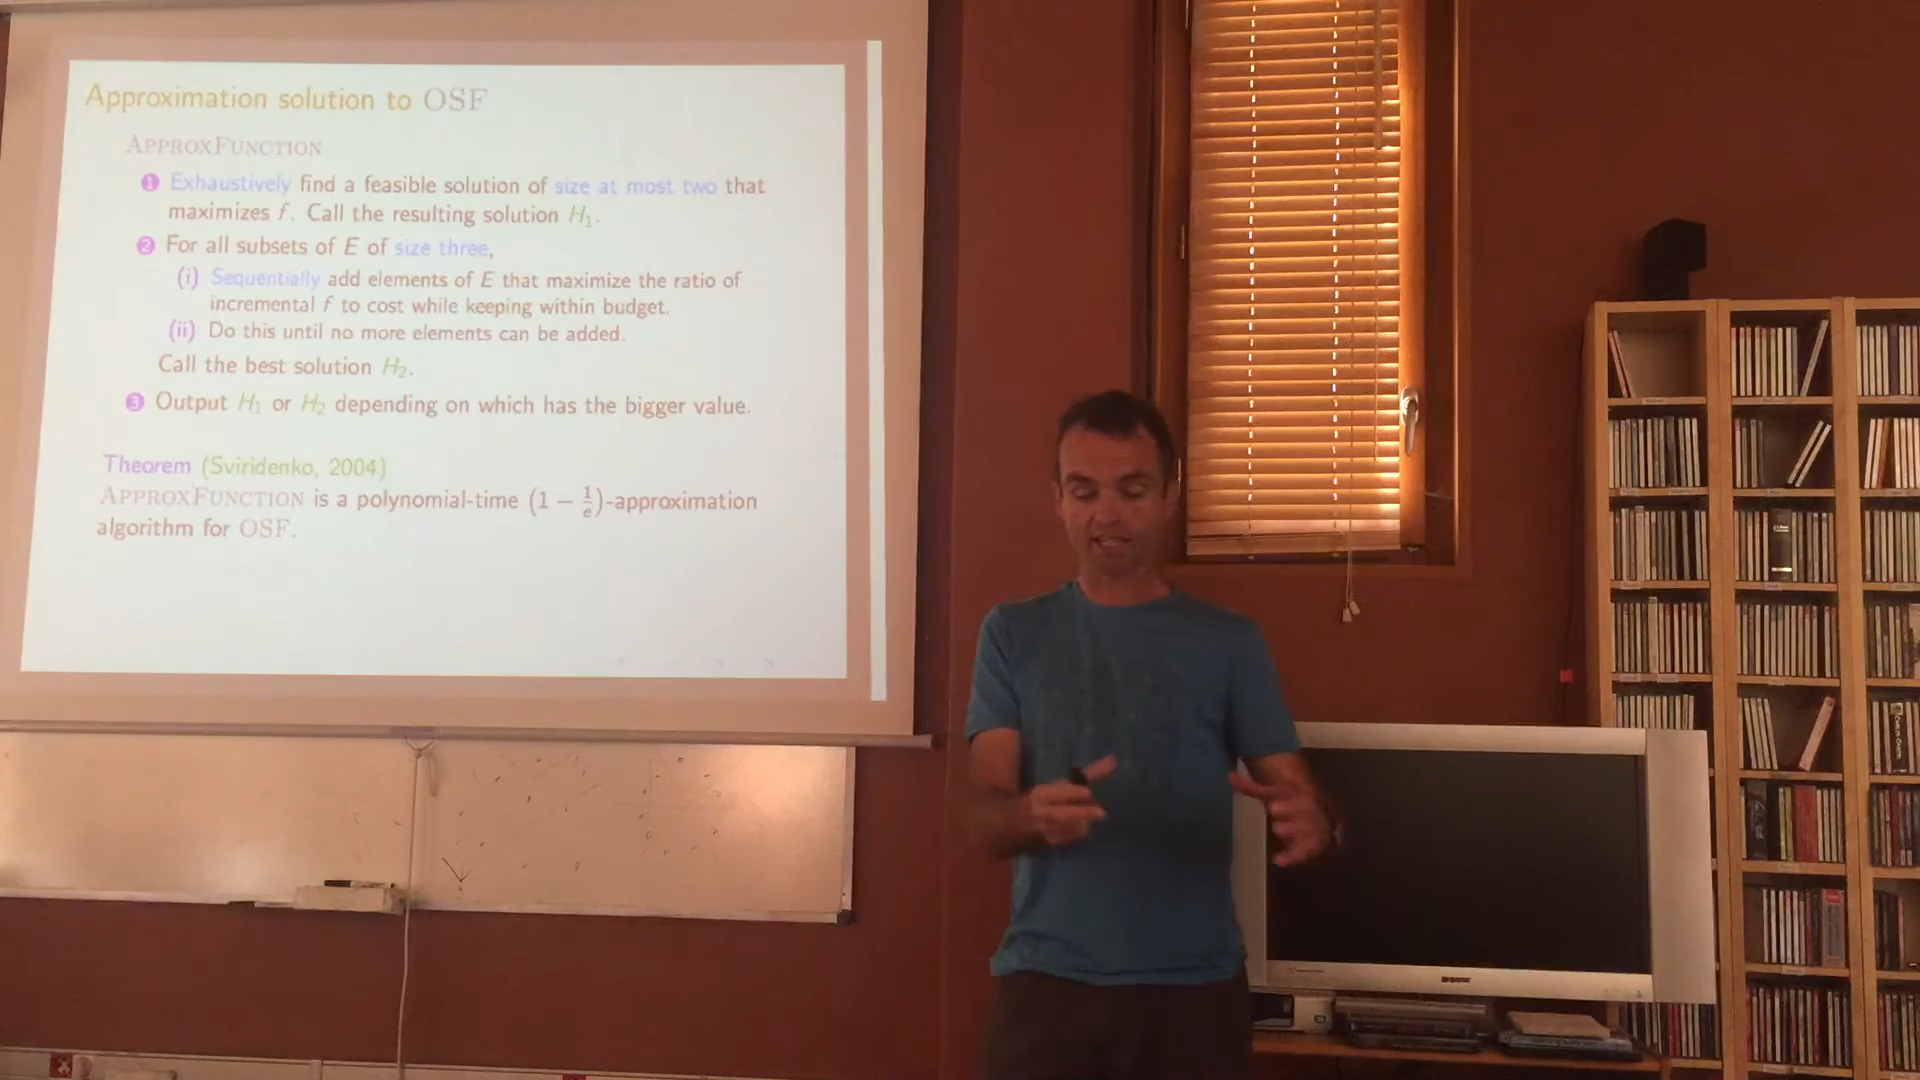 Approximation solution to OSF
APPROXFUNCTION
1 Exhaustively find a feasible solution of size at most two that
maximizes f. Call the resulting solution H₁.
2 For all subsets of E of size three,
(i) Sequentially add elements of E that maximize the ratio of
incremental f to cost while keeping within budget.
(ii) Do this until no more elements can be added.
Call the best solution H₂.
3 Output H₁ or H₂ depending on which has the bigger value.
Theorem (Sviridenko, 2004)
APPROXFUNCTION is a polynomial-time (1 − 1/e)-approximation
algorithm for OSF.